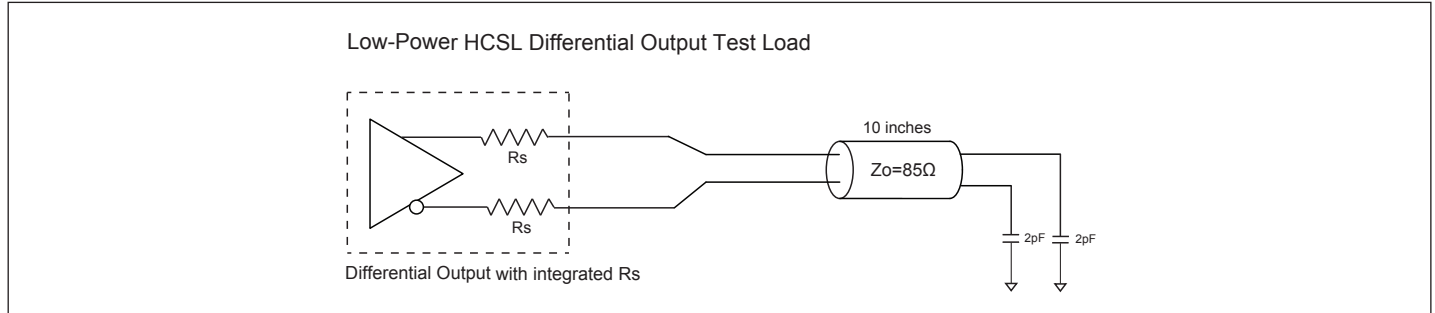 Low-Power HCSL Differential Output Test Load
10 inches
Rs
Zo=85Ω
Rs
2pF
2pF
Differential Output with integrated Rs